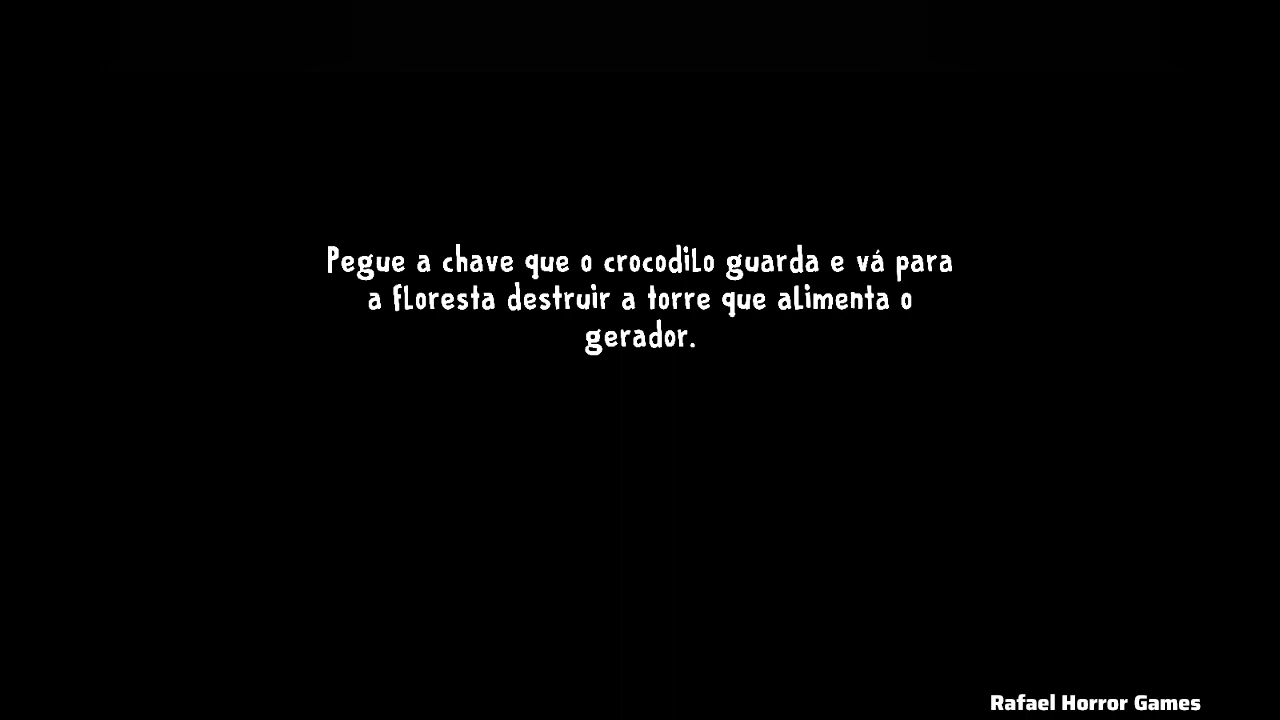 Pegue a chave que o crocodilo guarda e vá para
a floresta destruir a torre que alimenta o
gerador.
Rafael Horror Games